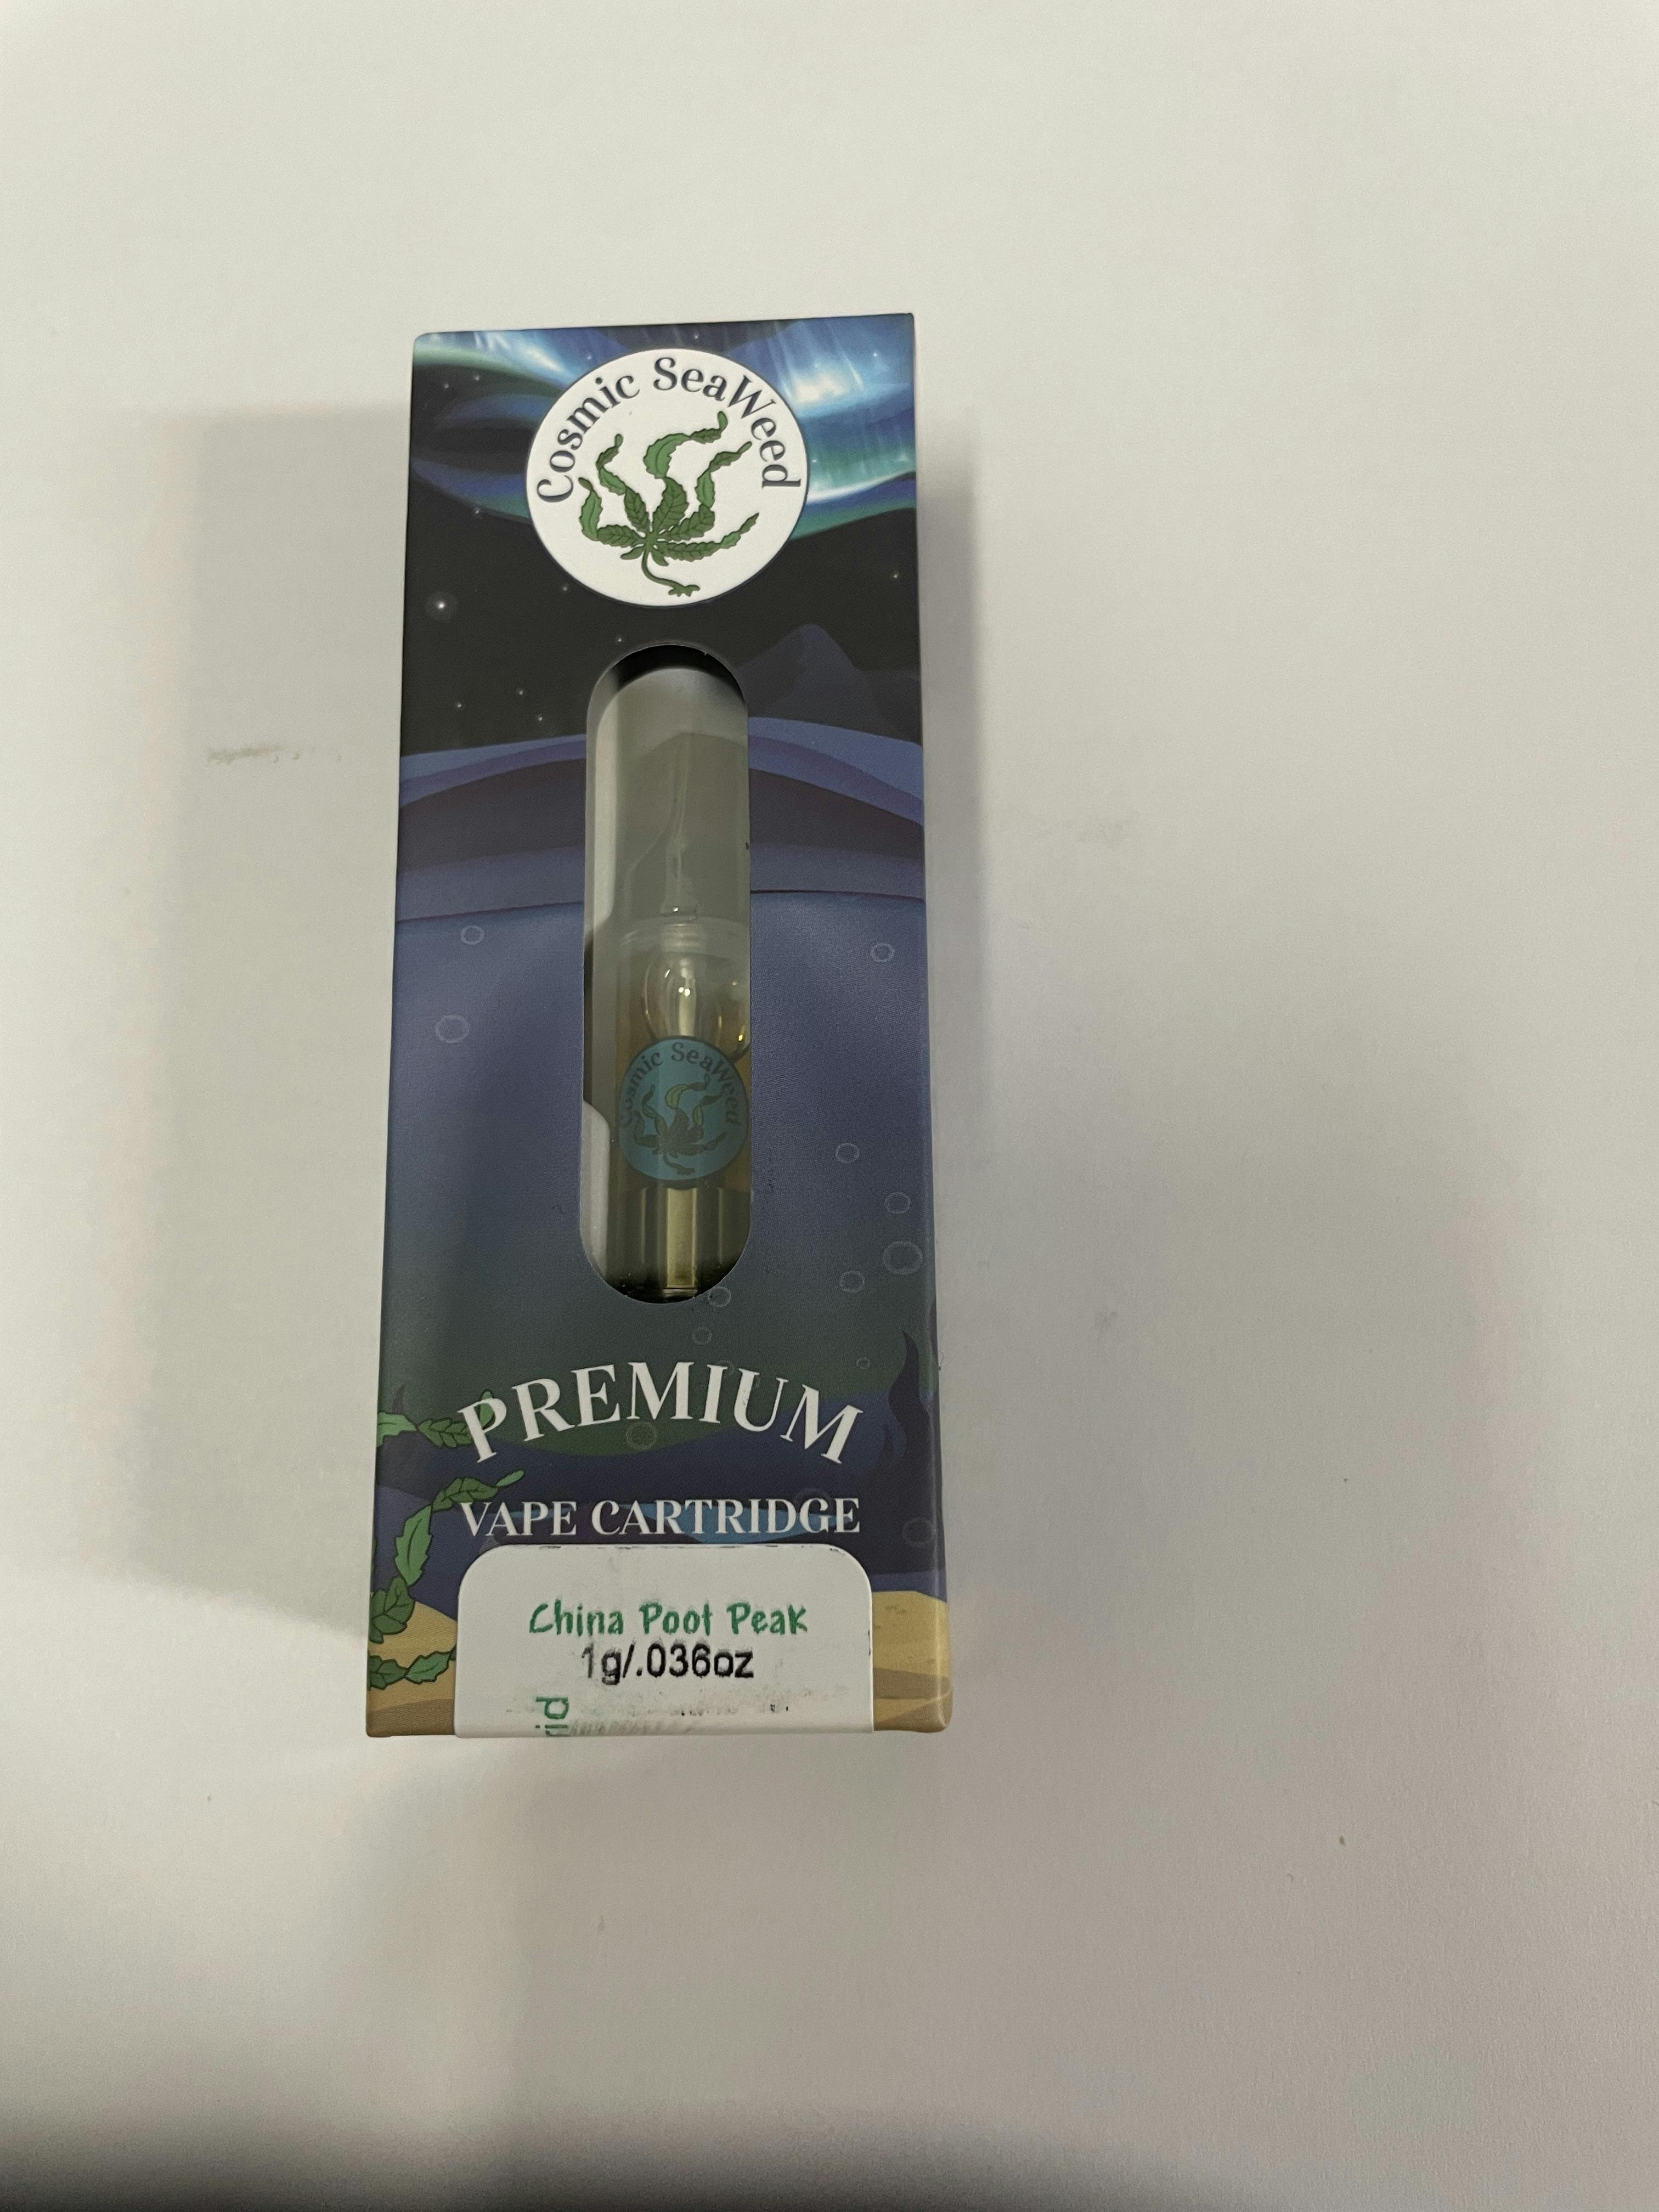 Cosmic SeaWeed
Cosmic SeaWeed
PREMIUM
VAPE CARTRIDGE
China Poot Peak
1g/.036oz